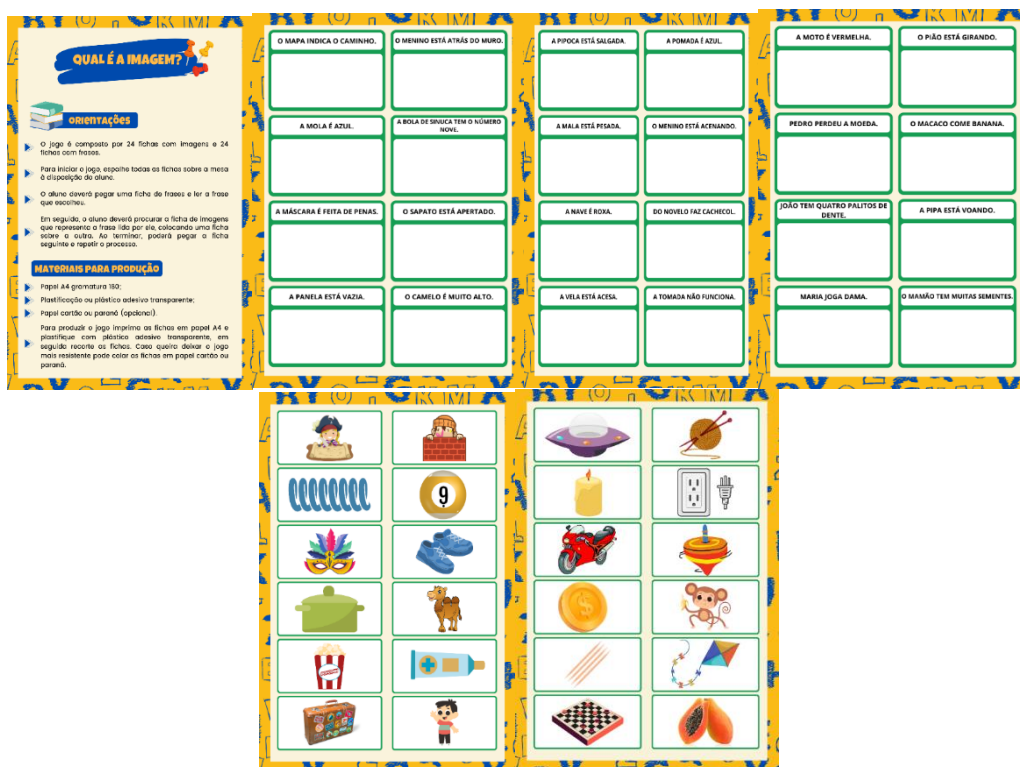 QUAL É A IMAGEM?
ORIENTAÇÕES
O jogo é composto por 24 fichas com imagens e 24
fichas com frases.
Para iniciar o jogo, espalhe todas as fichas sobre a mesa
à disposição do aluno.
O aluno deverá pegar uma ficha de frases e ler a frase
que escolheu.
Em seguida, o aluno deverá procurar a ficha de imagens
que representa a frase lida por ele, colocando uma ficha
sobre a outra. Ao terminar, poderá pegar a ficha
seguinte e repetir o processo.
MATERIAIS PARA PRODUÇÃO
Papel A4 gramatura 180;
Plastificação ou plástico adesivo transparente;
Papel cartão ou paraná (opcional).
Para produzir o jogo imprima as fichas em papel A4 e
plastifique com plástico adesivo transparente, em
seguida recorte as fichas. Caso queira deixar o jogo
mais resistente pode colar as fichas em papel cartão ou
paraná.
O MAPA INDICA O CAMINHO.
O MENINO ESTÁ ATRÁS DO MURO.
A MOLA É AZUL.
A BOLA DE SINUCA TEM O NÚMERO
NOVE.
A MÁSCARA É FEITA DE PENAS.
O SAPATO ESTÁ APERTADO.
A PANELA ESTÁ VAZIA.
O CAMELO É MUITO ALTO.
A PIPOCA ESTÁ SALGADA.
A POMADA É AZUL.
A MALA ESTÁ PESADA.
O MENINO ESTÁ ACENANDO.
A NAVE É ROXA.
DO NOVELO FAZ CACHECOL.
A VELA ESTÁ ACESA.
A TOMADA NÃO FUNCIONA.
A MOTO É VERMELHA.
O PIÃO ESTÁ GIRANDO.
PEDRO PERDEU A MOEDA.
O MACACO COME BANANA.
JOÃO TEM QUATRO PALITOS DE
DENTE.
A PIPA ESTÁ VOANDO.
MARIA JOGA DAMA.
O MAMÃO TEM MUITAS SEMENTES.
9